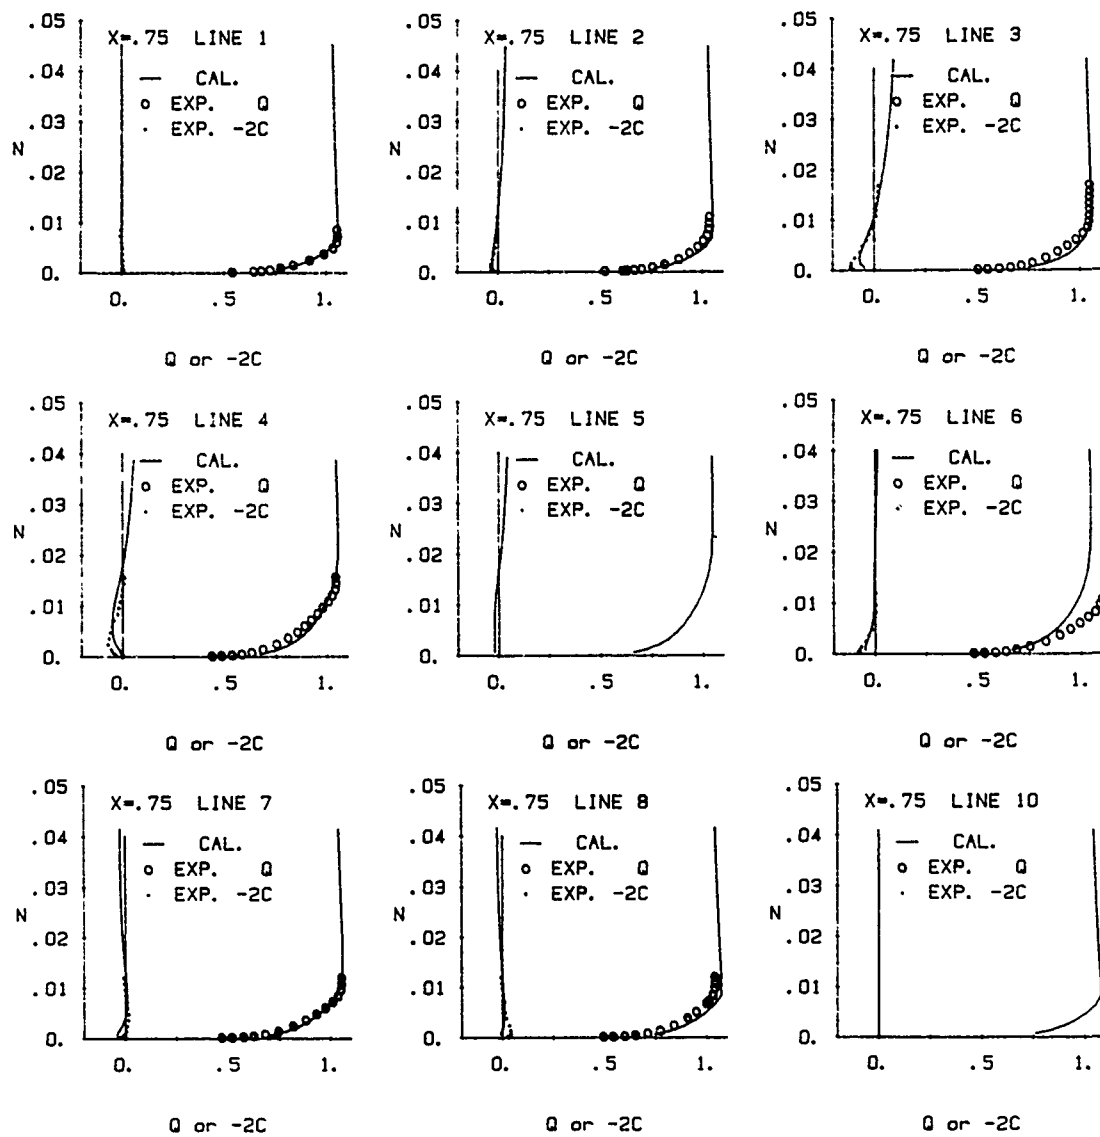 .05 X=.75 LINE 1
.04 — CAL.
o EXP. Q
.03 . EXP. -2C
N
.02
.01
0.
0. .5 1.
Q or -2C
.05 X=.75 LINE 2
.04 — CAL.
o EXP. Q
.03 . EXP. -2C
N
.02
.01
0.
0. .5 1.
Q or -2C
.05 X=.75 LINE 3
.04 — CAL.
o EXP. Q
.03 . EXP. -2C
N
.02
.01
0.
0. .5 1.
Q or -2C
.05 X=.75 LINE 4
.04 — CAL.
o EXP. Q
.03 . EXP. -2C
N
.02
.01
0.
0. .5 1.
Q or -2C
.05 X=.75 LINE 5
.04 — CAL.
o EXP. Q
.03 . EXP. -2C
N
.02
.01
0.
0. .5 1.
Q or -2C
.05 X=.75 LINE 6
.04 — CAL.
o EXP. Q
.03 . EXP. -2C
N
.02
.01
0.
0. .5 1.
Q or -2C
.05 X=.75 LINE 7
.04 — CAL.
o EXP. Q
.03 . EXP. -2C
N
.02
.01
0.
0. .5 1.
Q or -2C
.05 X=.75 LINE 8
.04 — CAL.
o EXP. Q
.03 . EXP. -2C
N
.02
.01
0.
0. .5 1.
Q or -2C
.05 X=.75 LINE 10
.04 — CAL.
o EXP. Q
.03 . EXP. -2C
N
.02
.01
0.
0. .5 1.
Q or -2C